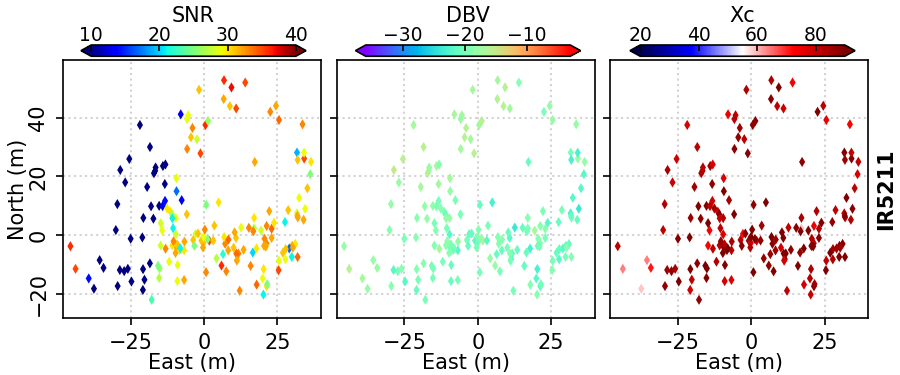 SNR DBV Xc
10 20 30 40 −30 −20 −10 20 40 60 80
North (m)
40
20
0
−20
−25 0 25 −25 0 25 −25 0 25
East (m) East (m) East (m)
IR5211